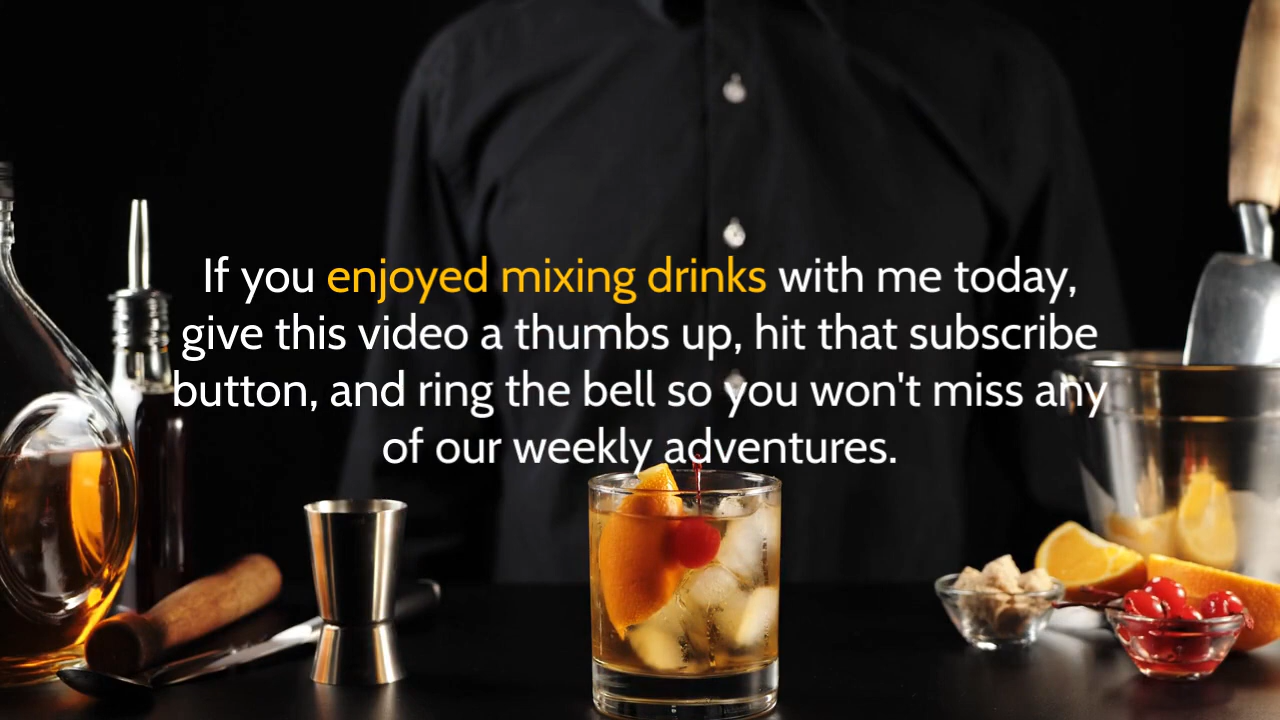 If you enjoyed mixing drinks with me today,
give this video a thumbs up, hit that subscribe
button, and ring the bell so you won't miss any
of our weekly adventures.